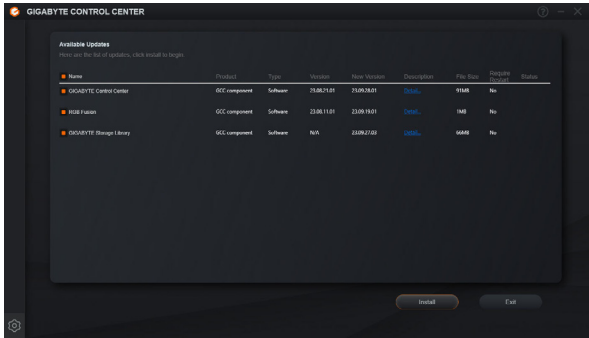 GIGABYTE CONTROL CENTER
Available Updates
Here are the list of updates, click install to begin.
Name Product Type Version New Version Description File Size Require Restart Status
GIGABYTE Control Center GCC component Software 23.08.21.01 23.09.28.01 Detail... 91MB No
RGB Fusion GCC component Software 23.08.11.01 23.09.19.01 Detail... 1MB No
GIGABYTE Storage Library GCC component Software N/A 23.09.27.03 Detail... 66MB No
Install Exit